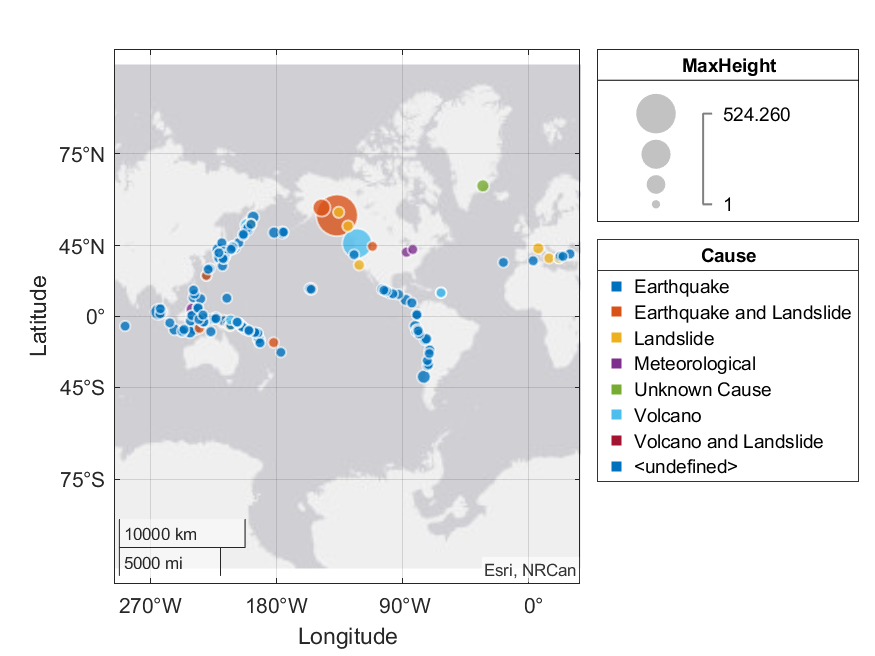 MaxHeight
524.260
1
Cause
Earthquake
Earthquake and Landslide
Landslide
Meteorological
Unknown Cause
Volcano
Volcano and Landslide
<undefined>
75°N
45°N
0°
45°S
75°S
Latitude
10000 km
5000 mi
Esri, NRCan
270°W 180°W 90°W 0°
Longitude